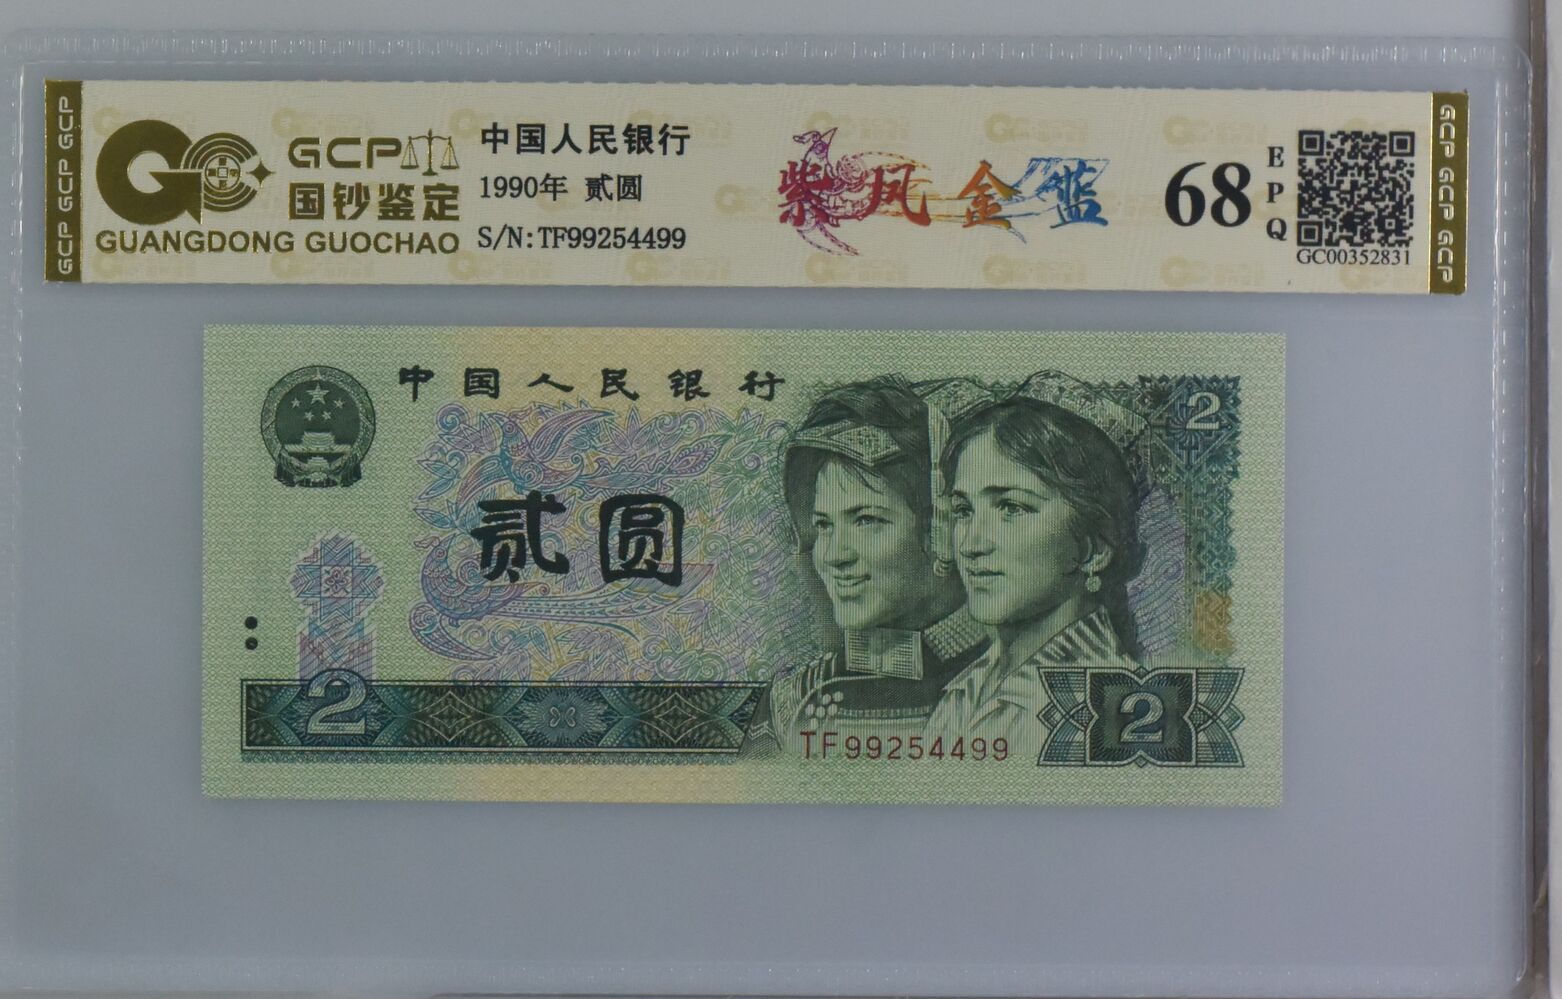 GCP GCP GCP
GCP
国钞鉴定
GUANGDONG GUOCHAO
中国人民银行
1990年 贰圆
S/N:TF99254499
紫凤金蓝
68
EPQ
GC00352831
GCP GCP GCP
中国人民银行
2
贰圆
2
TF99254499
2